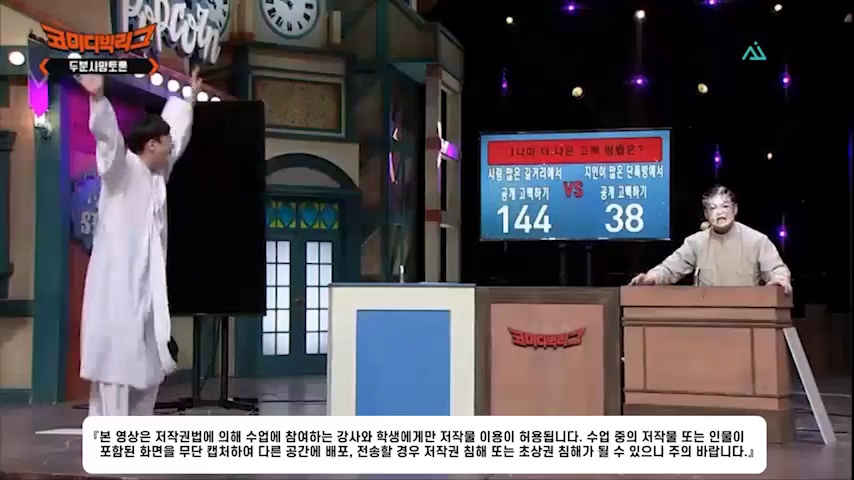 POPCORN
코미디빅리그
두분사망토론
그나마 더 나은 고백 방법은?
사람 많은 길거리에서
공개 고백하기
144
VS
지인이 많은 단톡방에서
공개 고백하기
38
코미디빅리그
『본 영상은 저작권법에 의해 수업에 참여하는 강사와 학생에게만 저작물 이용이 허용됩니다. 수업 중의 저작물 또는 인물이
포함된 화면을 무단 캡처하여 다른 공간에 배포, 전송할 경우 저작권 침해 또는 초상권 침해가 될 수 있으니 주의 바랍니다.』